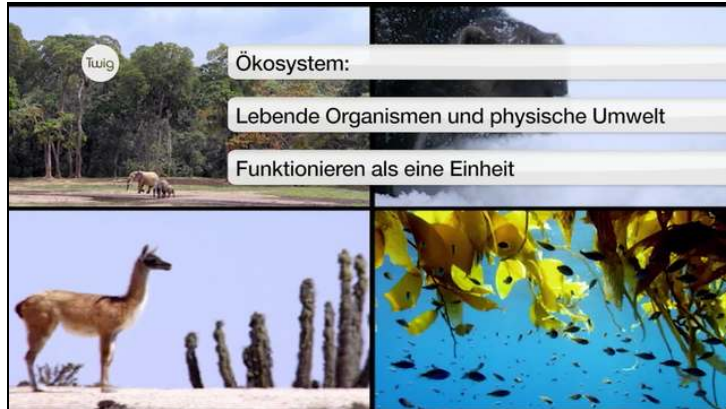 Twig
Ökosystem:
Lebende Organismen und physische Umwelt
Funktionieren als eine Einheit